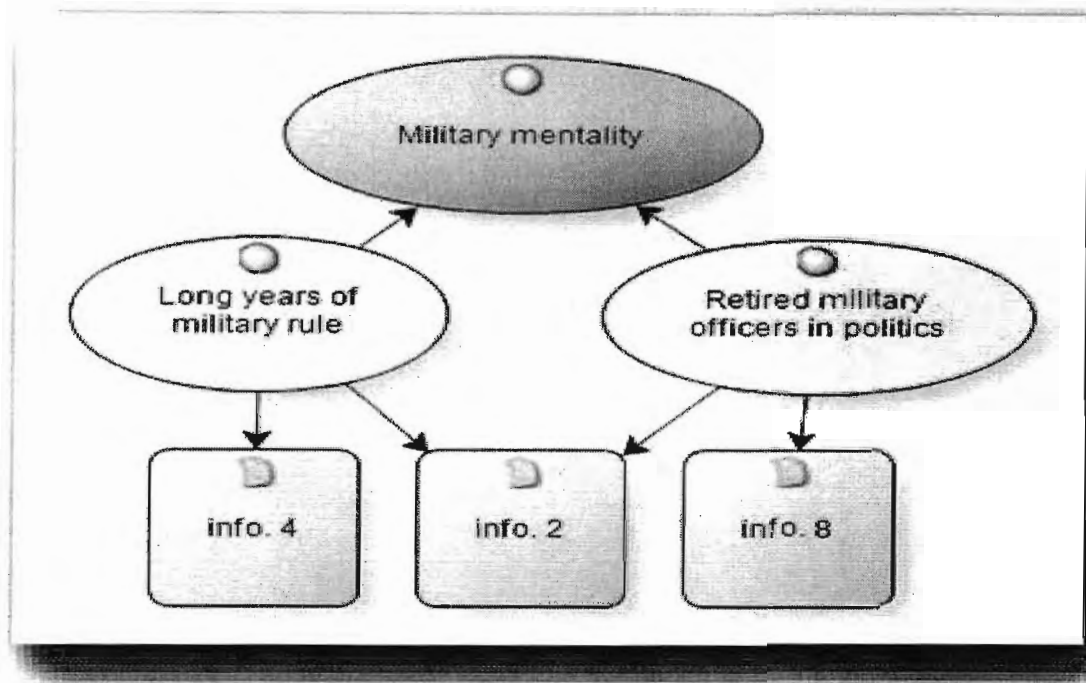 Military mentality
Long years of
military rule
Retired military
officers in politics
info. 4
info. 2
info. 8